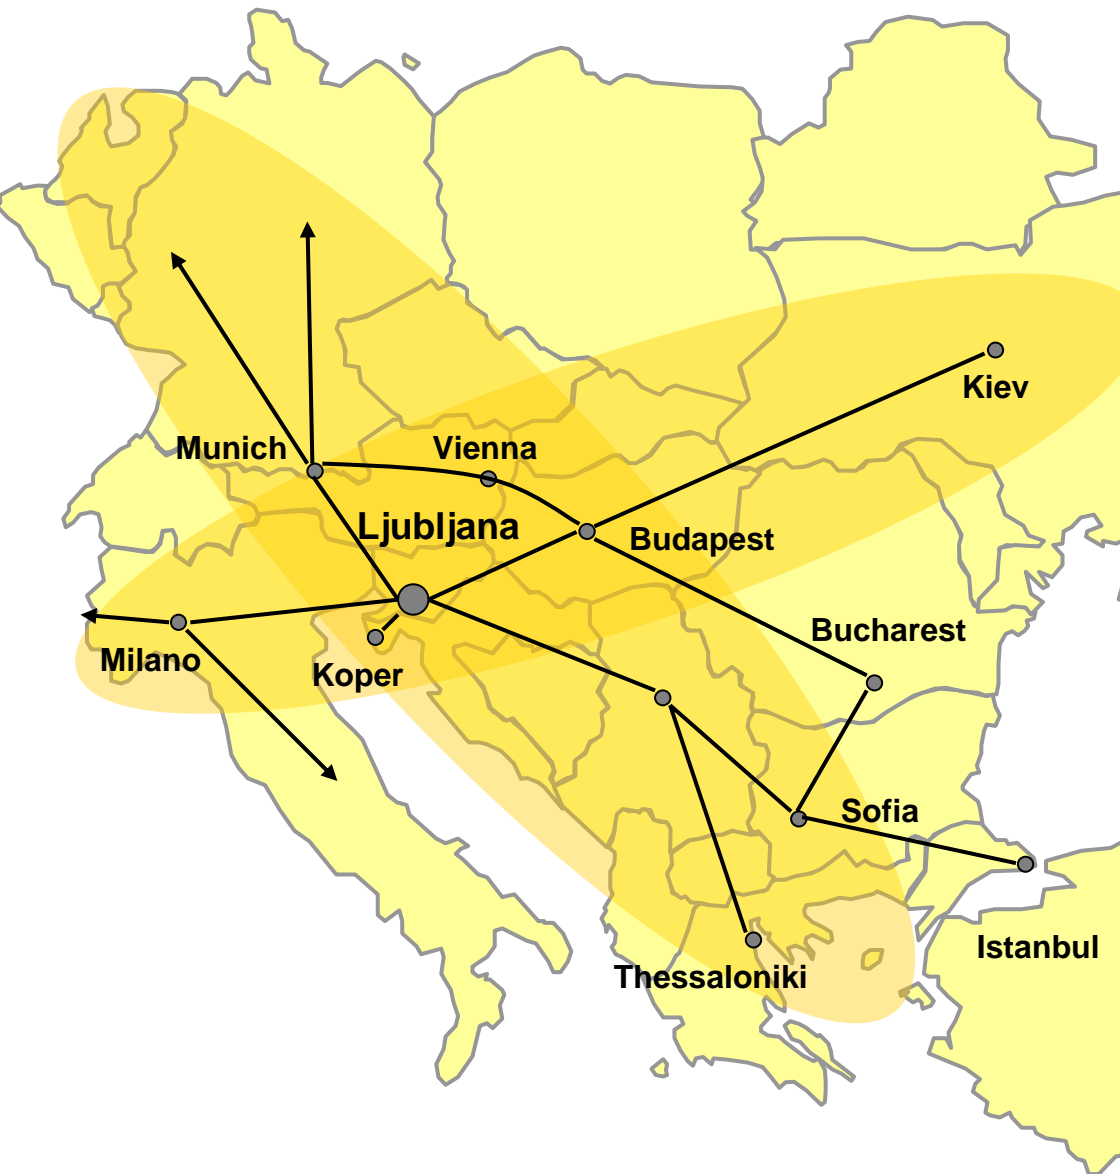 Kiev
Munich
Vienna
Ljubljana
Budapest
Bucharest
Milano
Koper
Sofia
Istanbul
Thessaloniki